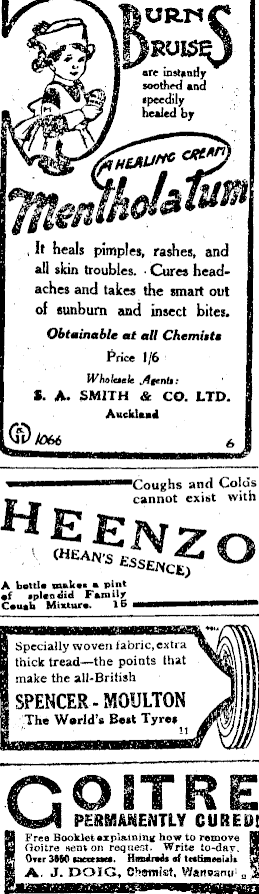 BURNS
BRUISES
are instantly
soothed and
speedily
healed by
A HEALING CREAM
Mentholatum
It heals pimples, rashes, and
all skin troubles. Cures head-
aches and takes the smart out
of sunburn and insect bites.
Obtainable at all Chemists
Price 1/6
Wholesale Agents:
S. A. SMITH & CO. LTD.
Auckland
1066
6
Coughs and Colds
cannot exist with
HEENZO
(HEAN'S ESSENCE)
A bottle makes a pint
of splendid Family
Cough Mixture. 15
Specially woven fabric, extra
thick tread—the points that
make the all-British
SPENCER - MOULTON
The World's Best Tyres
11
GOITRE
PERMANENTLY CURED!
Free Booklet explaining how to remove
Goitre sent on request. Write to-day.
Over 3000 successes. Hundreds of testimonials
A. J. DOIG, Chemist, Wanganui